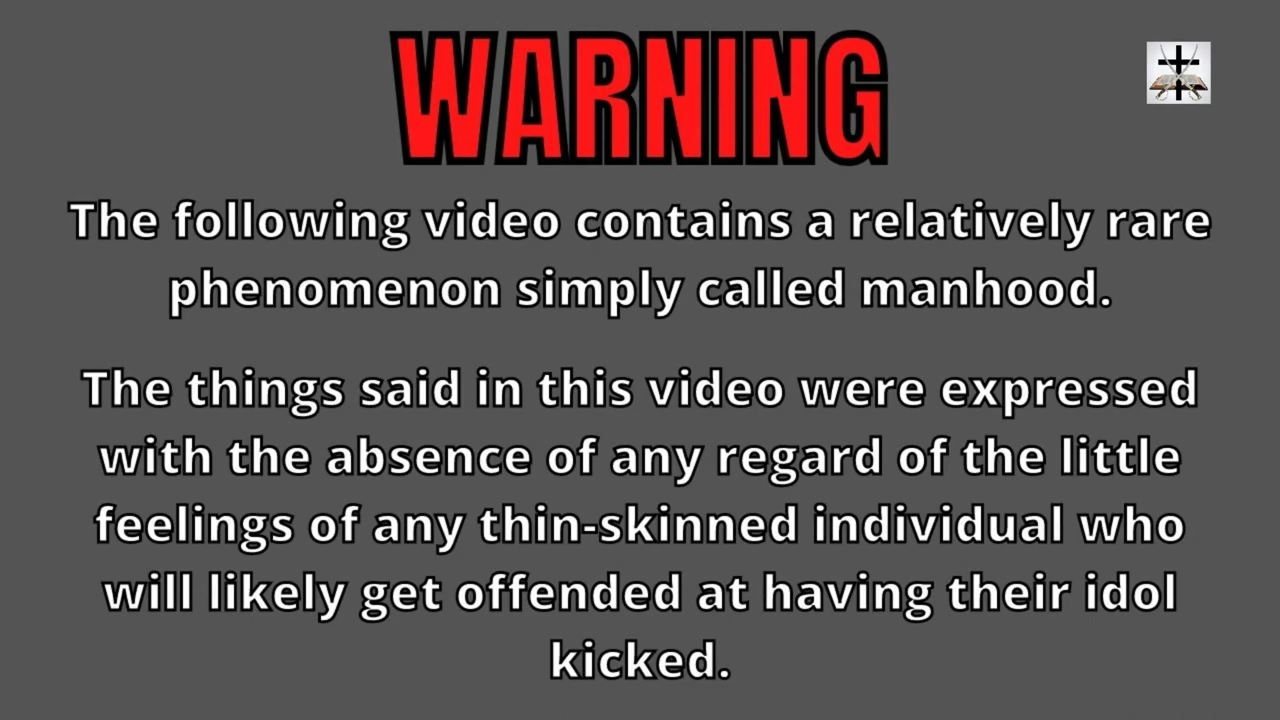 WARNING
The following video contains a relatively rare
phenomenon simply called manhood.
The things said in this video were expressed
with the absence of any regard of the little
feelings of any thin-skinned individual who
will likely get offended at having their idol
kicked.